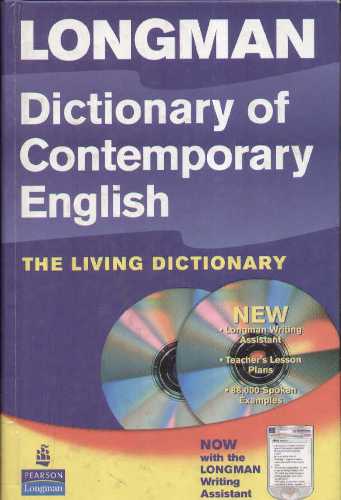 LONGMAN
Dictionary of
Contemporary
English
THE LIVING DICTIONARY
NEW
• Longman Writing
Assistant
• Teacher's Lesson
Plans
• 88,000 Spoken
Examples
NOW
with the
LONGMAN
Writing
Assistant
PEARSON
Longman